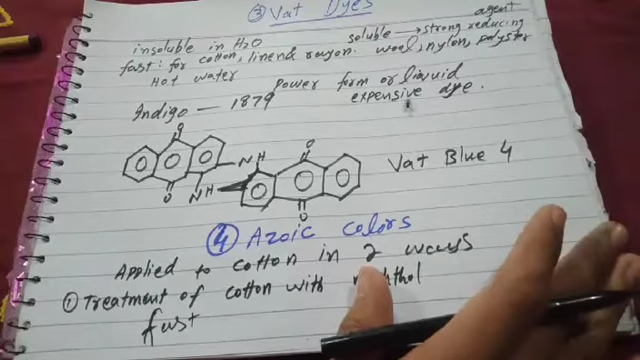 ③ Vat Dyes
agent
insoluble in H2O soluble → strong reducing
fast: for cotton, linen & rayon. wool, nylon, polystar
Hot water
Power form or liquid
Indigo — 1879 expensive dye.
O O
N H
NH
O O
Vat Blue 4
④ Azoic colors
Applied to cotton in 2 ways
① Treatment of cotton with
fast